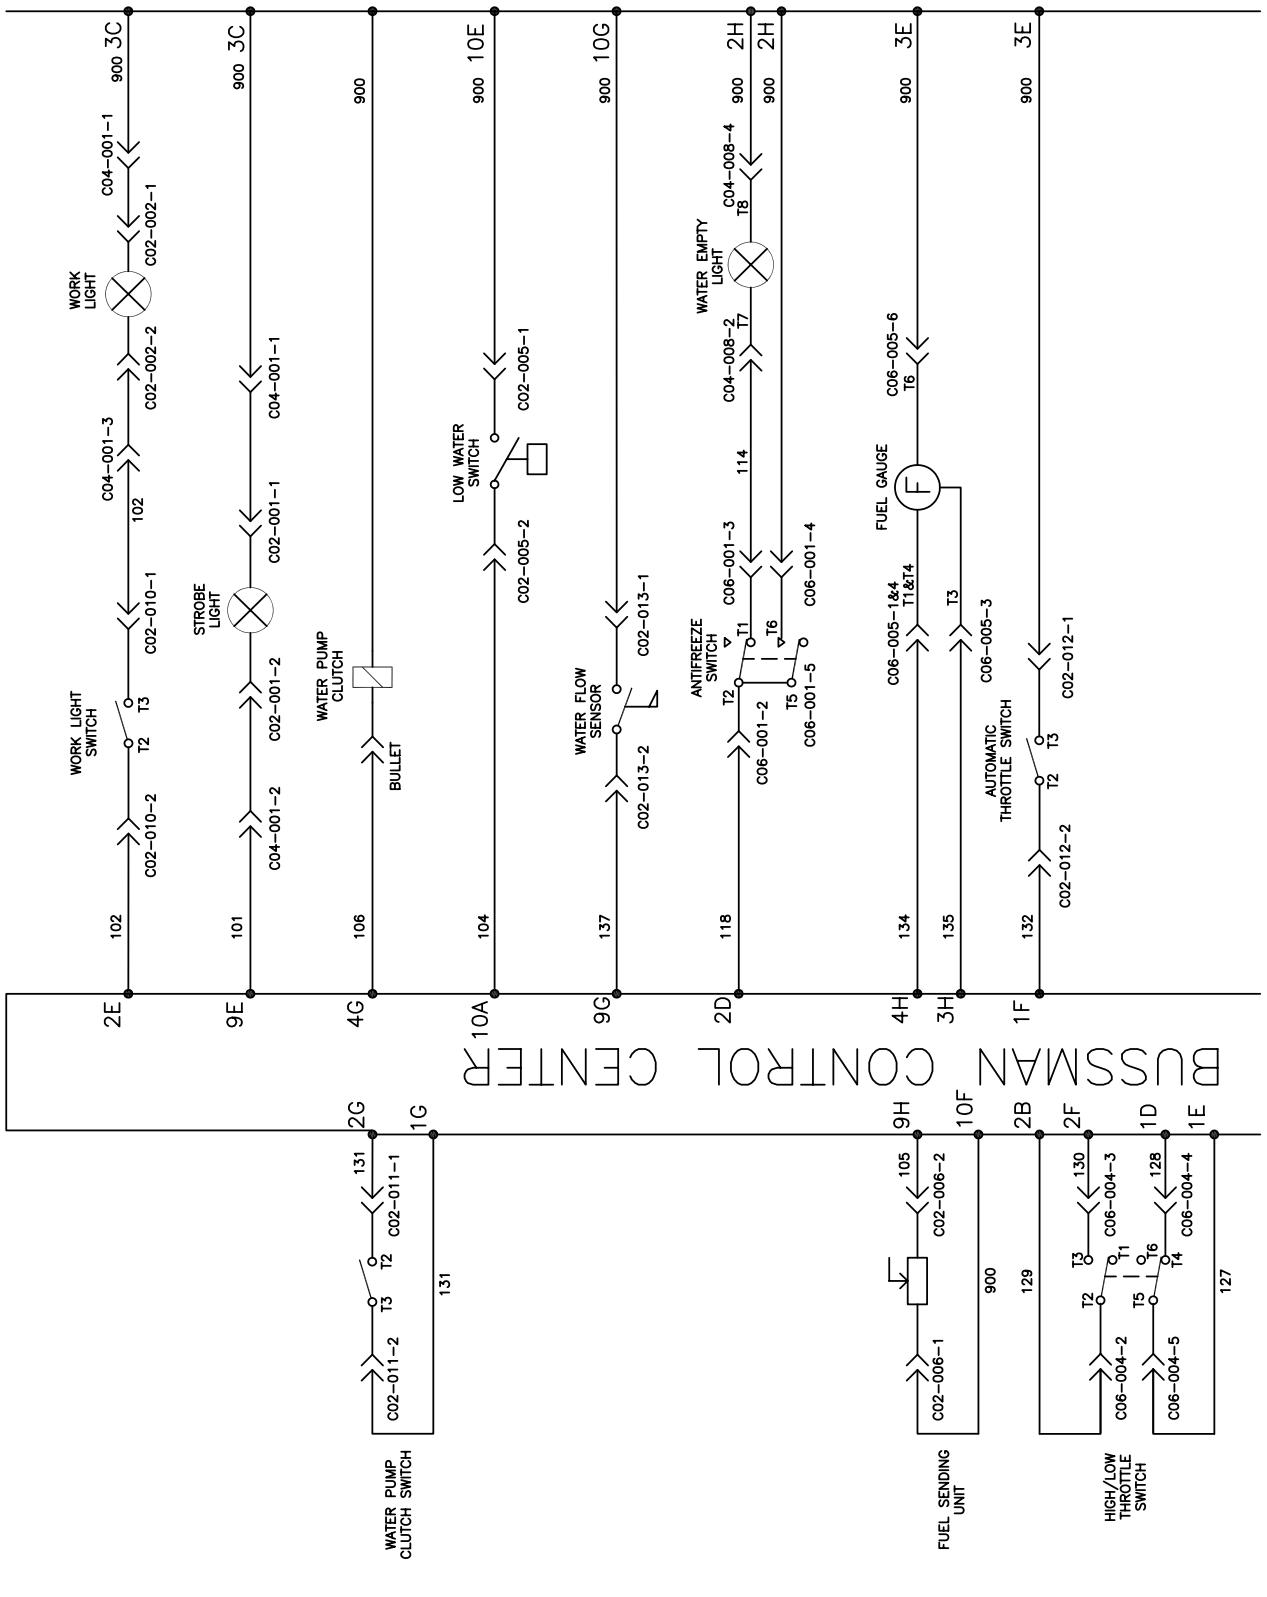 3C
900
C04-001-1
C02-002-1
WORK
LIGHT
C02-002-2
C04-001-3
102
C02-010-1
T3
WORK LIGHT
SWITCH
T2
C02-010-2
102
2E
3C
900
C04-001-1
C02-001-1
STROBE
LIGHT
C02-001-2
C04-001-2
101
9E
900
WATER PUMP
CLUTCH
BULLET
106
4G
10E
900
C02-005-1
LOW WATER
SWITCH
C02-005-2
104
10A
10G
900
C02-013-1
WATER FLOW
SENSOR
C02-013-2
137
9G
2H
2H
900
900
C04-008-4
T8
WATER EMPTY
LIGHT
T7
C04-008-2
114
C06-001-3
C06-001-4
ANTIFREEZE
SWITCH
T1
T6
T2
T5
C06-001-5
C06-001-2
118
2D
3E
900
C06-005-6
T6
FUEL GAUGE
F
C06-005-1&4
T1&T4
T3
C06-005-3
134
135
4H
3H
3E
900
C02-012-1
AUTOMATIC
THROTTLE SWITCH
T3
T2
C02-012-2
132
1F
BUSSMAN CONTROL CENTER
2G
1G
131
C02-011-1
T2
T3
131
C02-011-2
WATER PUMP
CLUTCH SWITCH
9H
10F
105
C02-006-2
900
C02-006-1
FUEL SENDING
UNIT
2B
2F
1D
1E
130
128
C06-004-3
C06-004-4
T3
T1
T6
T4
129
T2
T5
127
C06-004-2
C06-004-5
HIGH/LOW
THROTTLE
SWITCH